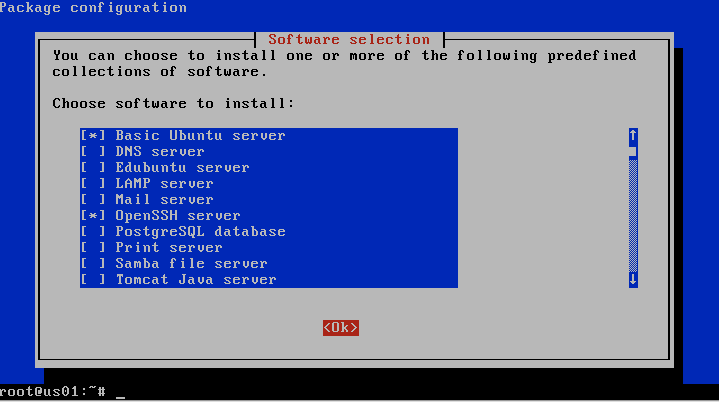 Package configuration
Software selection
You can choose to install one or more of the following predefined
collections of software.
Choose software to install:
[*] Basic Ubuntu server
[ ] DNS server
[ ] Edubuntu server
[ ] LAMP server
[ ] Mail server
[*] OpenSSH server
[ ] PostgreSQL database
[ ] Print server
[ ] Samba file server
[ ] Tomcat Java server
<Ok>
root@us01:~# _